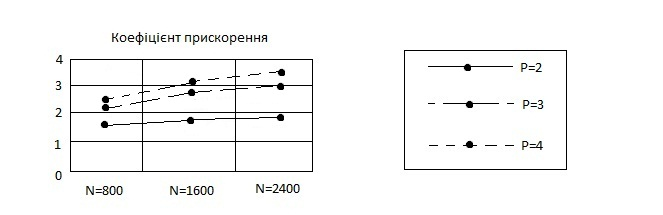 Коефіцієнт прискорення
4
3
2
1
0
N=800
N=1600
N=2400
P=2
P=3
P=4